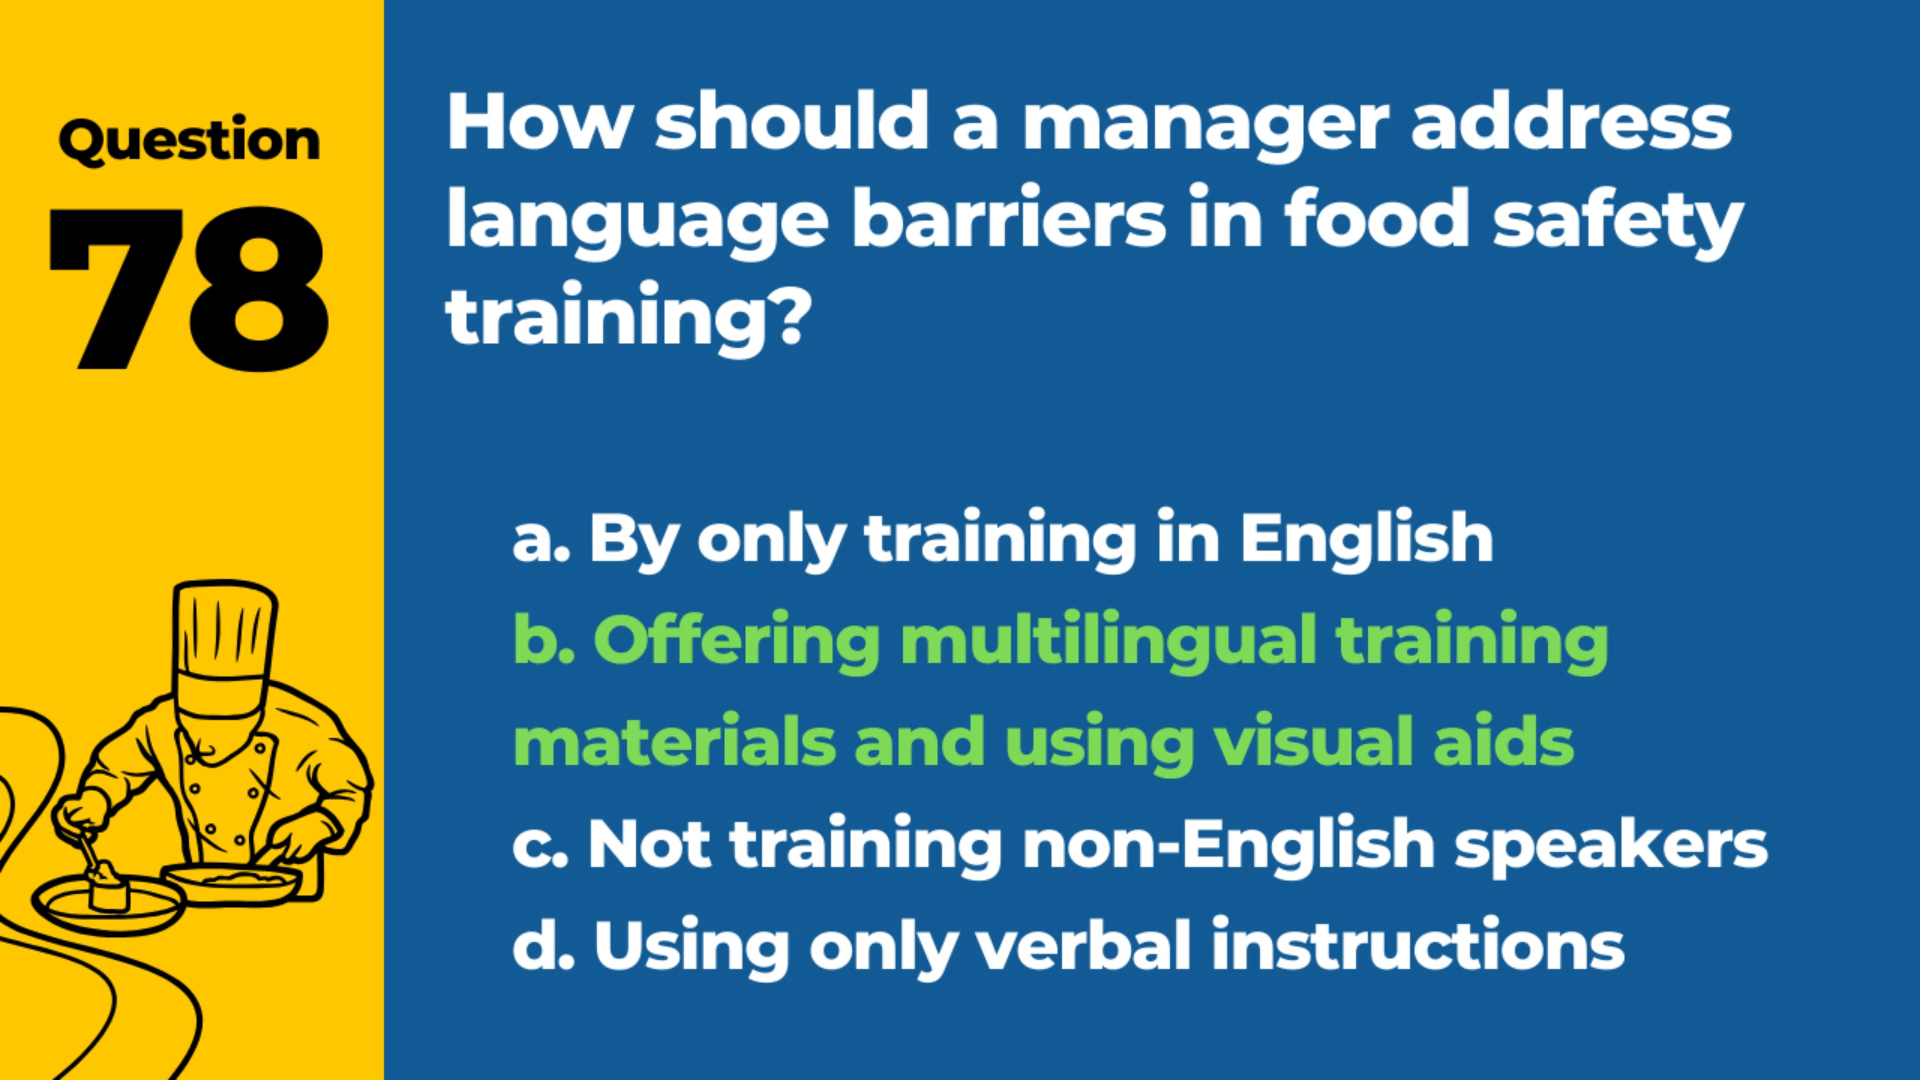 Question
78
How should a manager address
language barriers in food safety
training?
a. By only training in English
b. Offering multilingual training
materials and using visual aids
c. Not training non-English speakers
d. Using only verbal instructions